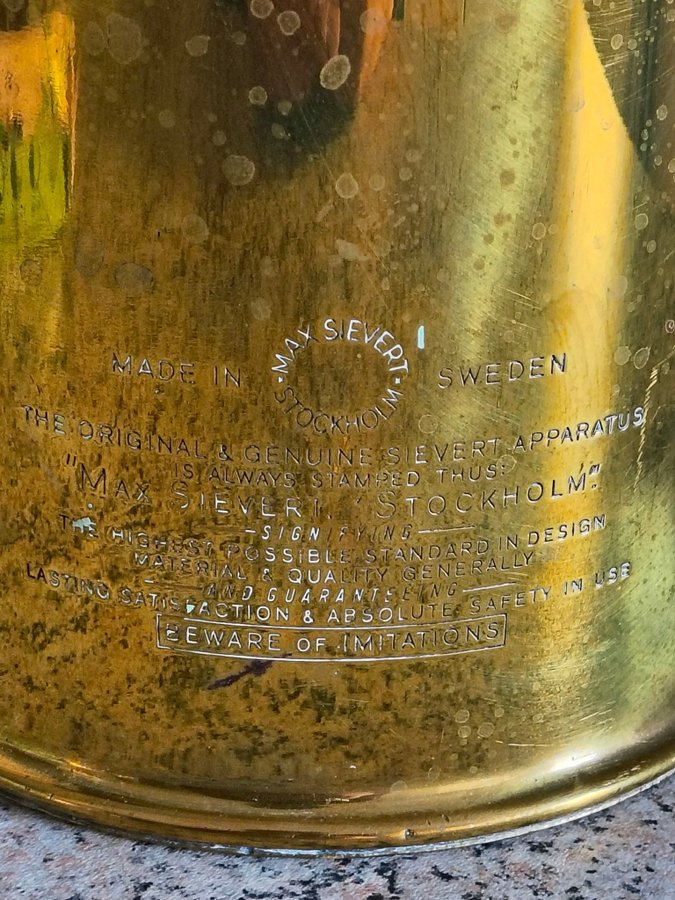 MADE IN
·MAX SIEVERT·
STOCKHOLM
SWEDEN
THE ORIGINAL & GENUINE SIEVERT APPARATUS
IS ALWAYS STAMPED THUS:
"MAX SIEVERT, STOCKHOLM"
—SIGNIFYING—
THE HIGHEST POSSIBLE STANDARD IN DESIGN
MATERIAL & QUALITY GENERALLY
—AND GUARANTEEING—
LASTING SATISFACTION & ABSOLUTE SAFETY IN USE
BEWARE OF IMITATIONS